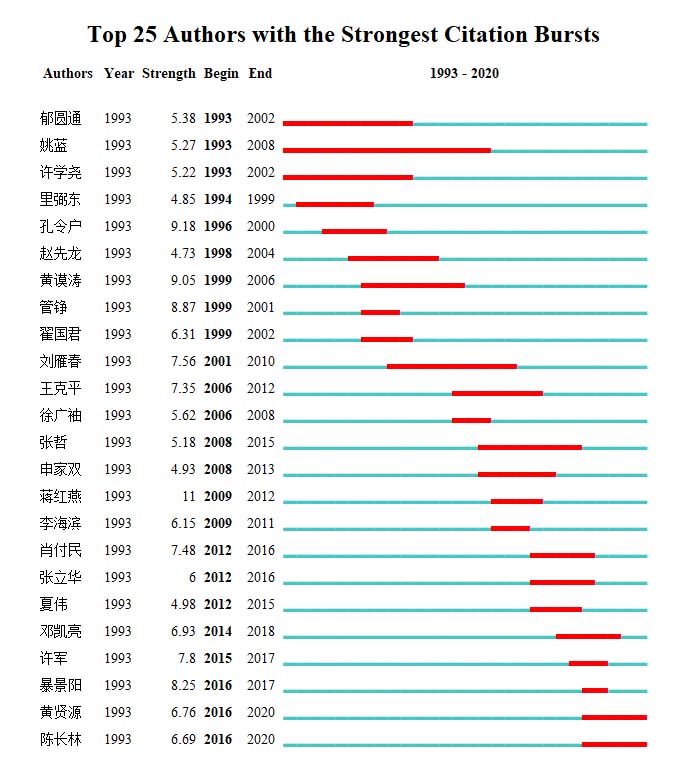 Top 25 Authors with the Strongest Citation Bursts
Authors Year Strength Begin End 1993 - 2020
郁圆通 1993 5.38 1993 2002
姚蓝 1993 5.27 1993 2008
许学尧 1993 5.22 1993 2002
里弼东 1993 4.85 1994 1999
孔令户 1993 9.18 1996 2000
赵先龙 1993 4.73 1998 2004
黄谟涛 1993 9.05 1999 2006
管铮 1993 8.87 1999 2001
翟国君 1993 6.31 1999 2002
刘雁春 1993 7.56 2001 2010
王克平 1993 7.35 2006 2012
徐广袖 1993 5.62 2006 2008
张哲 1993 5.18 2008 2015
申家双 1993 4.93 2008 2013
蒋红燕 1993 11 2009 2012
李海滨 1993 6.15 2009 2011
肖付民 1993 7.48 2012 2016
张立华 1993 6 2012 2016
夏伟 1993 4.98 2012 2015
邓凯亮 1993 6.93 2014 2018
许军 1993 7.8 2015 2017
暴景阳 1993 8.25 2016 2017
黄贤源 1993 6.76 2016 2020
陈长林 1993 6.69 2016 2020